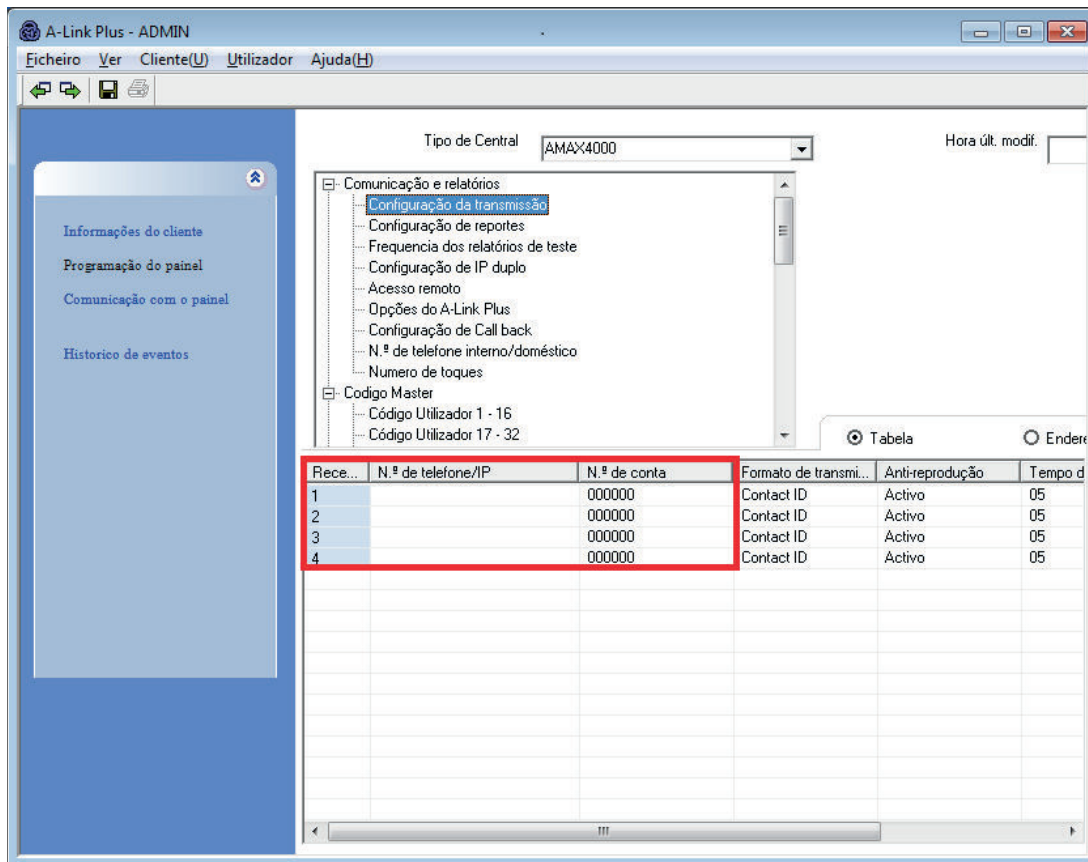 A-Link Plus - ADMIN
Ficheiro Ver Cliente(U) Utilizador Ajuda(H)
Tipo de Central AMAX4000 Hora últ. modif.
Informações do cliente
Programação do painel
Comunicação com o painel
Historico de eventos
Comunicação e relatórios
Configuração da transmissão
Configuração de reportes
Frequencia dos relatórios de teste
Configuração de IP duplo
Acesso remoto
Opções do A-Link Plus
Configuração de Call back
N.º de telefone interno/doméstico
Numero de toques
Codigo Master
Código Utilizador 1 - 16
Código Utilizador 17 - 32
Tabela Endere
Rece... N.º de telefone/IP N.º de conta Formato de transmi... Anti-reprodução Tempo d
1 000000 Contact ID Activo 05
2 000000 Contact ID Activo 05
3 000000 Contact ID Activo 05
4 000000 Contact ID Activo 05